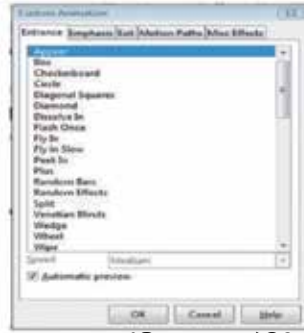 Custom Animation
Entrance Emphasis Exit Motion Paths Misc Effects
Appear
Box
Checkerboard
Circle
Diagonal Squares
Diamond
Dissolve In
Flash Once
Fly In
Fly In Slow
Peek In
Plus
Random Bars
Random Effects
Split
Venetian Blinds
Wedge
Wheel
Wipe
Speed Medium
Automatic preview
OK Cancel Help